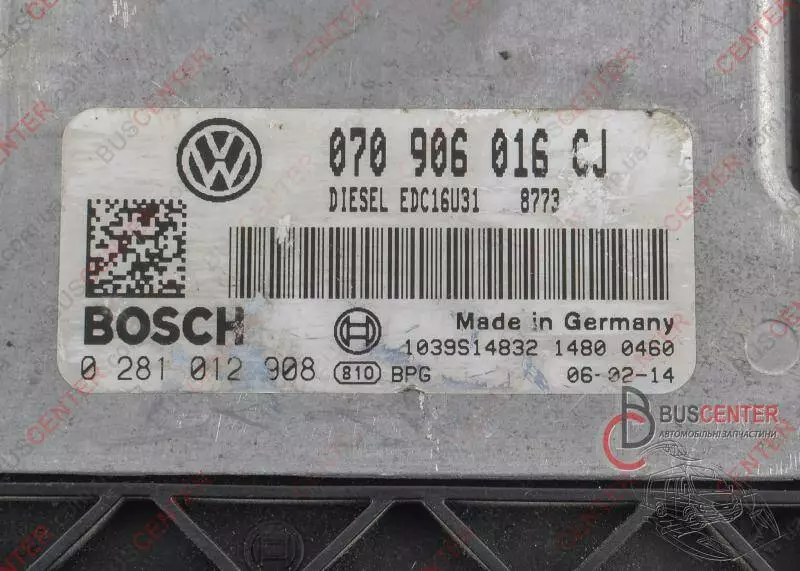 070 906 016 CJ
DIESEL EDC16U31 8773
BOSCH
Made in Germany
1039S14832 1480 0460
0 281 012 908
810 BPG
06-02-14
BUSCENTER
АВТОМОБІЛЬНІ ЗАПЧАСТИНИ